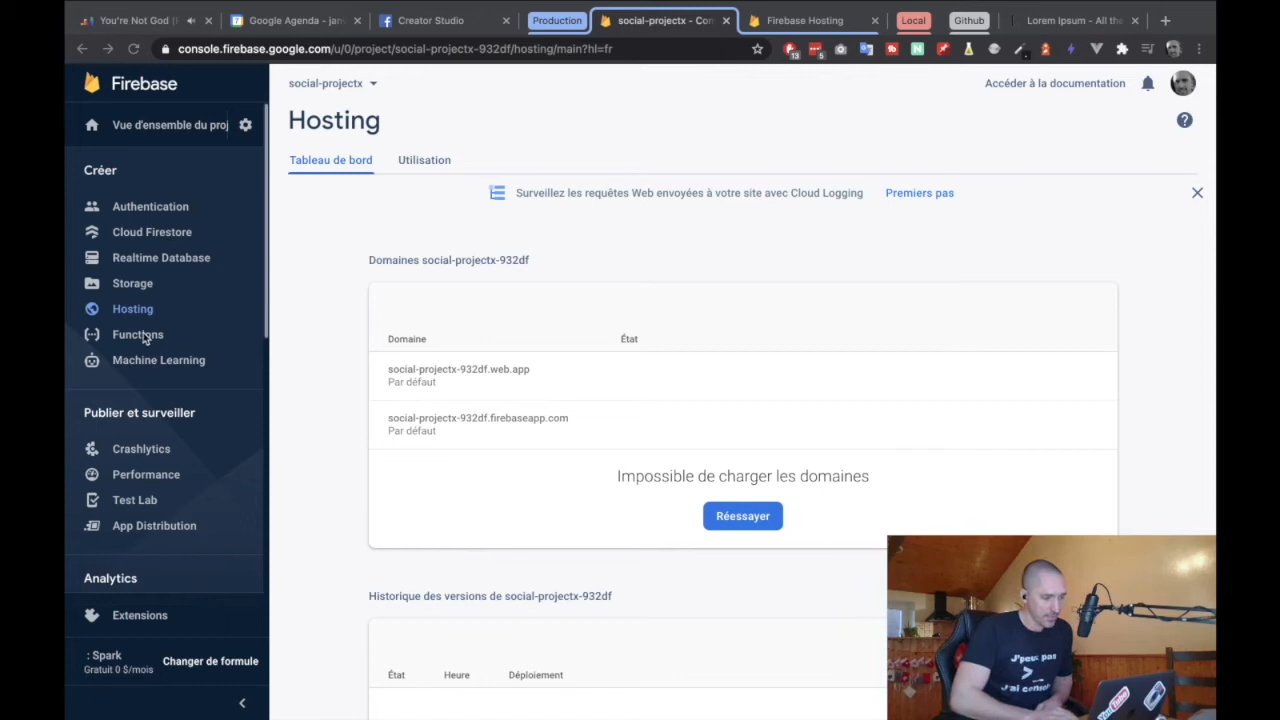 You're Not God (F
Google Agenda - jan
Creator Studio
Production
social-projectx - Con
Firebase Hosting
Local
Github
Lorem Ipsum - All the
console.firebase.google.com/u/0/project/social-projectx-932df/hosting/main?hl=fr
13
5
Firebase
social-projectx
Accéder à la documentation
Vue d'ensemble du proj
Hosting
Tableau de bord
Utilisation
Créer
Surveillez les requêtes Web envoyées à votre site avec Cloud Logging
Premiers pas
Authentication
Cloud Firestore
Realtime Database
Storage
Hosting
Functions
Machine Learning
Domaines social-projectx-932df
Domaine
État
social-projectx-932df.web.app
Par défaut
social-projectx-932df.firebaseapp.com
Par défaut
Impossible de charger les domaines
Réessayer
Publier et surveiller
Crashlytics
Performance
Test Lab
App Distribution
Analytics
Extensions
: Spark
Gratuit 0 $/mois
Changer de formule
Historique des versions de social-projectx-932df
État
Heure
Déploiement
J'peux pas
>_
J'ai consol
YouTube